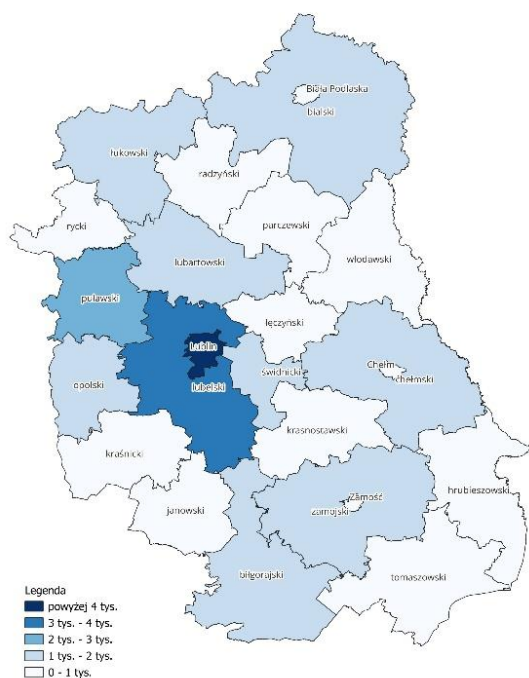 Biała Podlaska
bialski
łukowski
radzyński
rycki
parczewski
włodawski
lubartowski
puławski
łęczyński
Lublin
lubelski
świdnicki
Chełm
chełmski
opolski
krasnostawski
kraśnicki
hrubieszowski
Zamość
zamojski
janowski
biłgorajski
tomaszowski
Legenda
powyżej 4 tys.
3 tys. - 4 tys.
2 tys. - 3 tys.
1 tys. - 2 tys.
0 - 1 tys.